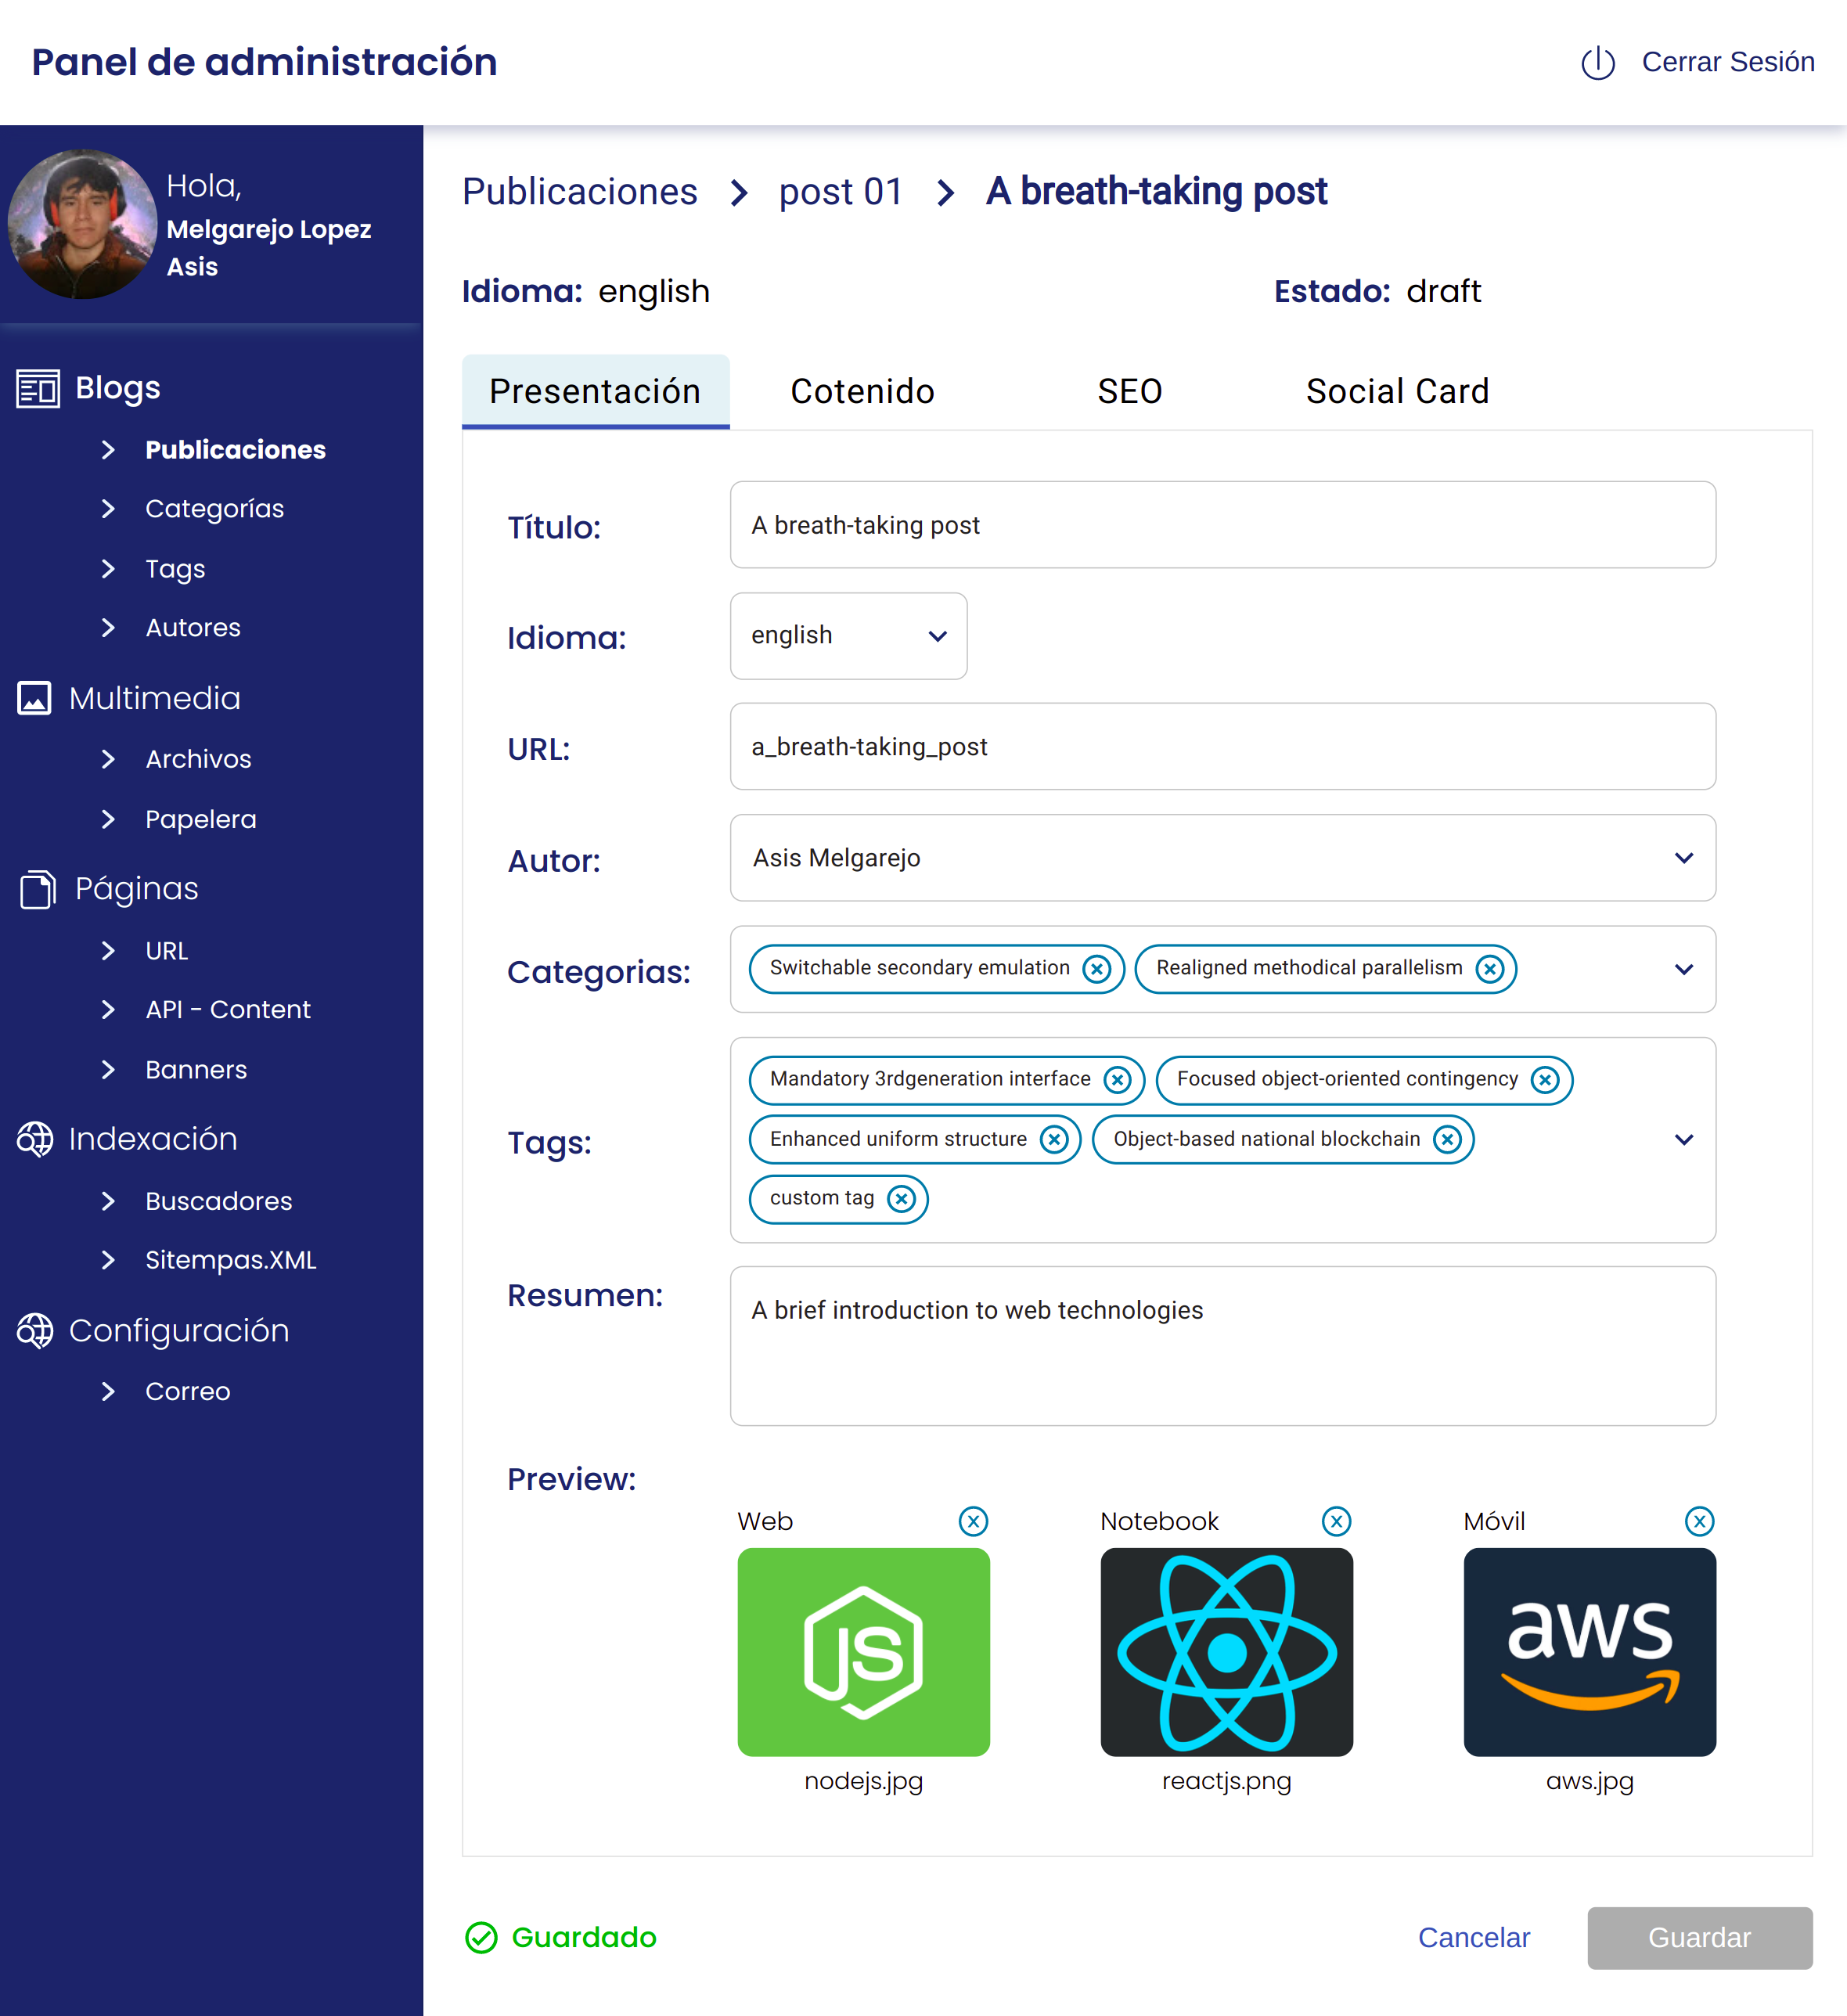 Panel de administración
Cerrar Sesión
Hola,
Melgarejo Lopez
Asis
Blogs
Publicaciones
Categorías
Tags
Autores
Multimedia
Archivos
Papelera
Páginas
URL
API - Content
Banners
Indexación
Buscadores
Sitempas.XML
Configuración
Correo
Publicaciones > post 01 > A breath-taking post
Idioma: english
Estado: draft
Presentación Cotenido SEO Social Card
Título: A breath-taking post
Idioma: english
URL: a_breath-taking_post
Autor: Asis Melgarejo
Categorias: Switchable secondary emulation Realigned methodical parallelism
Tags:
Mandatory 3rdgeneration interface Focused object-oriented contingency
Enhanced uniform structure Object-based national blockchain
custom tag
Resumen: A brief introduction to web technologies
Preview:
Web Notebook Móvil
JS aws
nodejs.jpg reactjs.png aws.jpg
Guardado
Cancelar Guardar